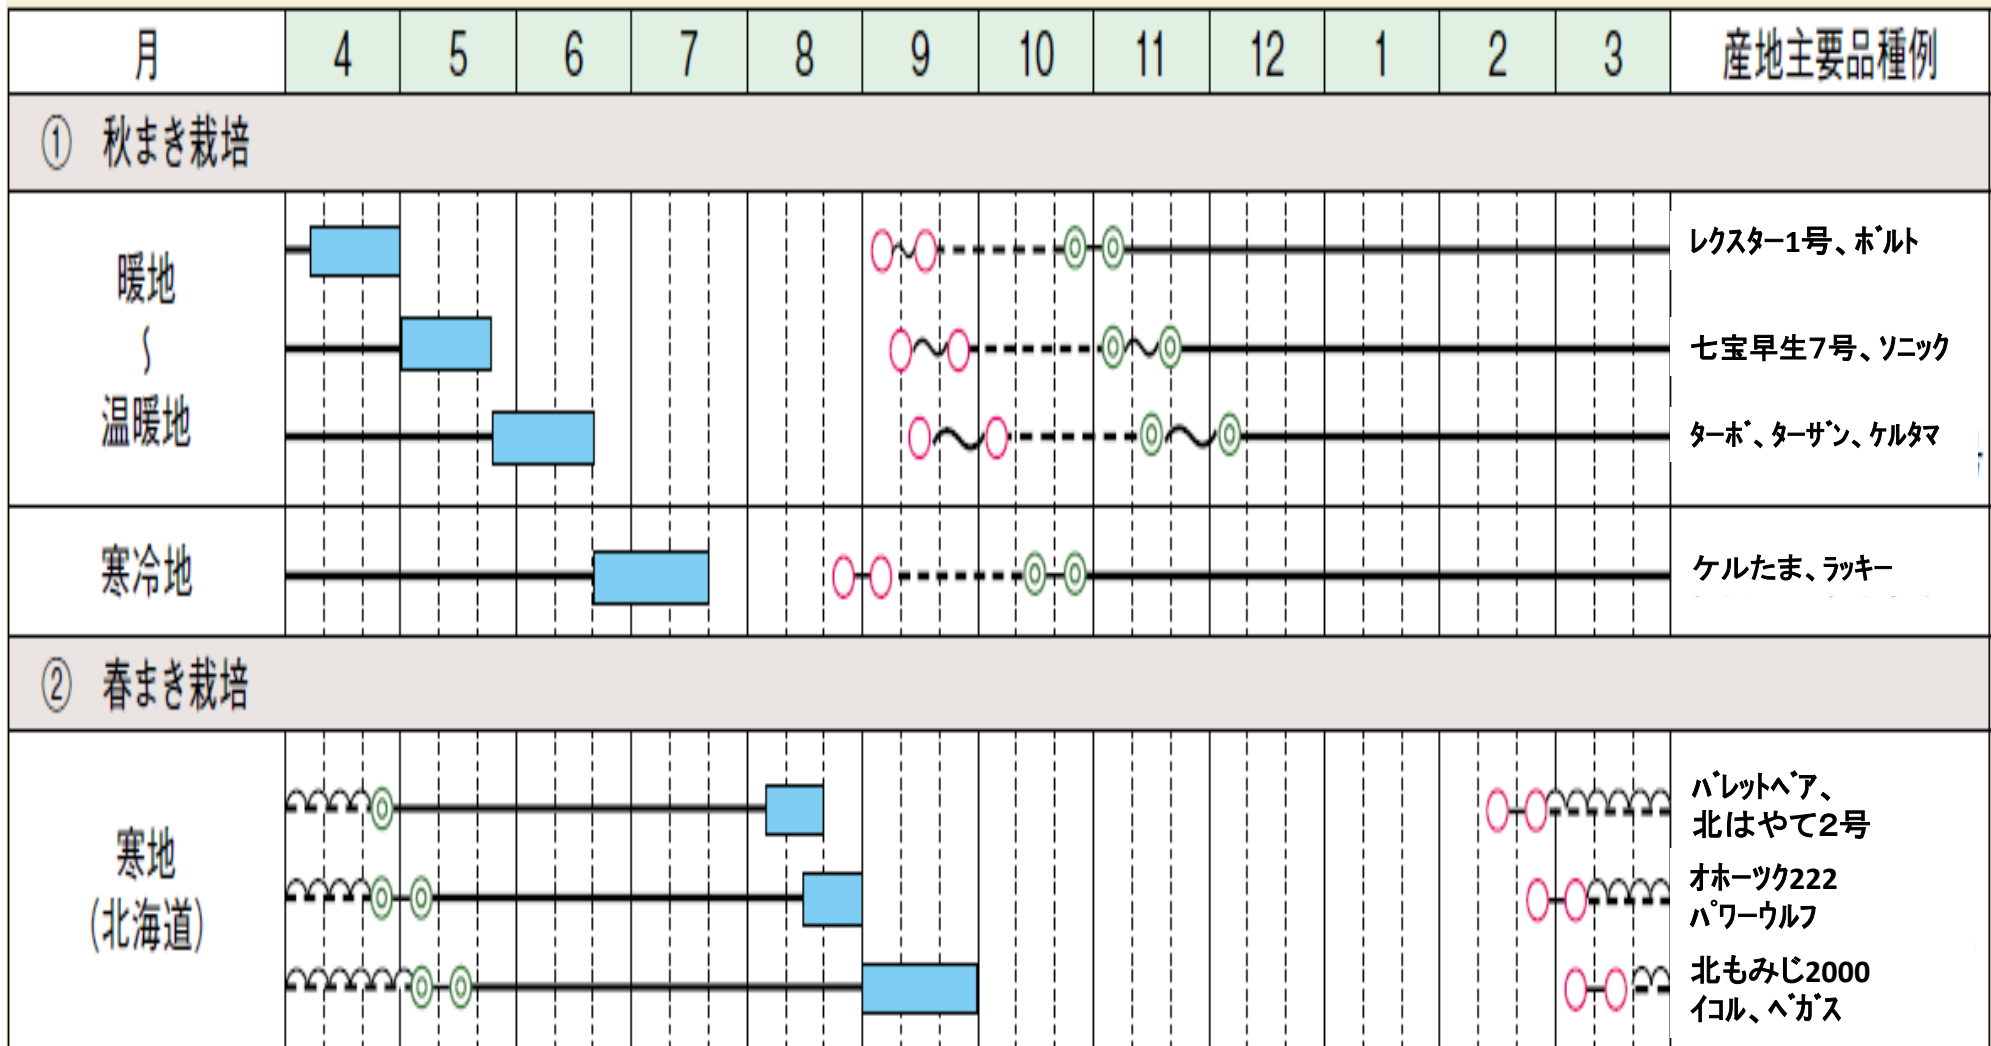 月 4 5 6 7 8 9 10 11 12 1 2 3 産地主要品種例
① 秋まき栽培
暖地
〜
温暖地
レクスター1号、ボルト
七宝早生7号、ソニック
ターボ、ターザン、ケルタマ
寒冷地
ケルたま、ラッキー
② 春まき栽培
寒地
(北海道)
バレットベア、
北はやて2号
オホーツク222
パワーウルフ
北もみじ2000
イコル、ベガス